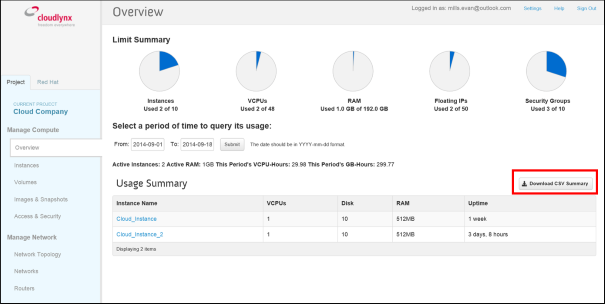 cloudlynx
Overview
Logged in as: mills.evan@outlook.com Settings Help Sign Out
Limit Summary
Instances
Used 2 of 10
VCPUs
Used 2 of 48
RAM
Used 1.0 GB of 192.0 GB
Floating IPs
Used 2 of 50
Security Groups
Used 3 of 10
Project Red Hat
CURRENT PROJECT
Cloud Company
Manage Compute
Overview
Instances
Volumes
Images & Snapshots
Access & Security
Manage Network
Network Topology
Networks
Routers
Select a period of time to query its usage:
From: 2014-09-01 To: 2014-09-18 Submit The date should be in YYYY-mm-dd format.
Active Instances: 2 Active RAM: 1GB This Period's VCPU-Hours: 29.98 This Period's GB-Hours: 299.77
Usage Summary
Download CSV Summary
Instance Name VCPUs Disk RAM Uptime
Cloud_Instance 1 10 512MB 1 week
Cloud_Instance_2 1 10 512MB 3 days, 8 hours
Displaying 2 items